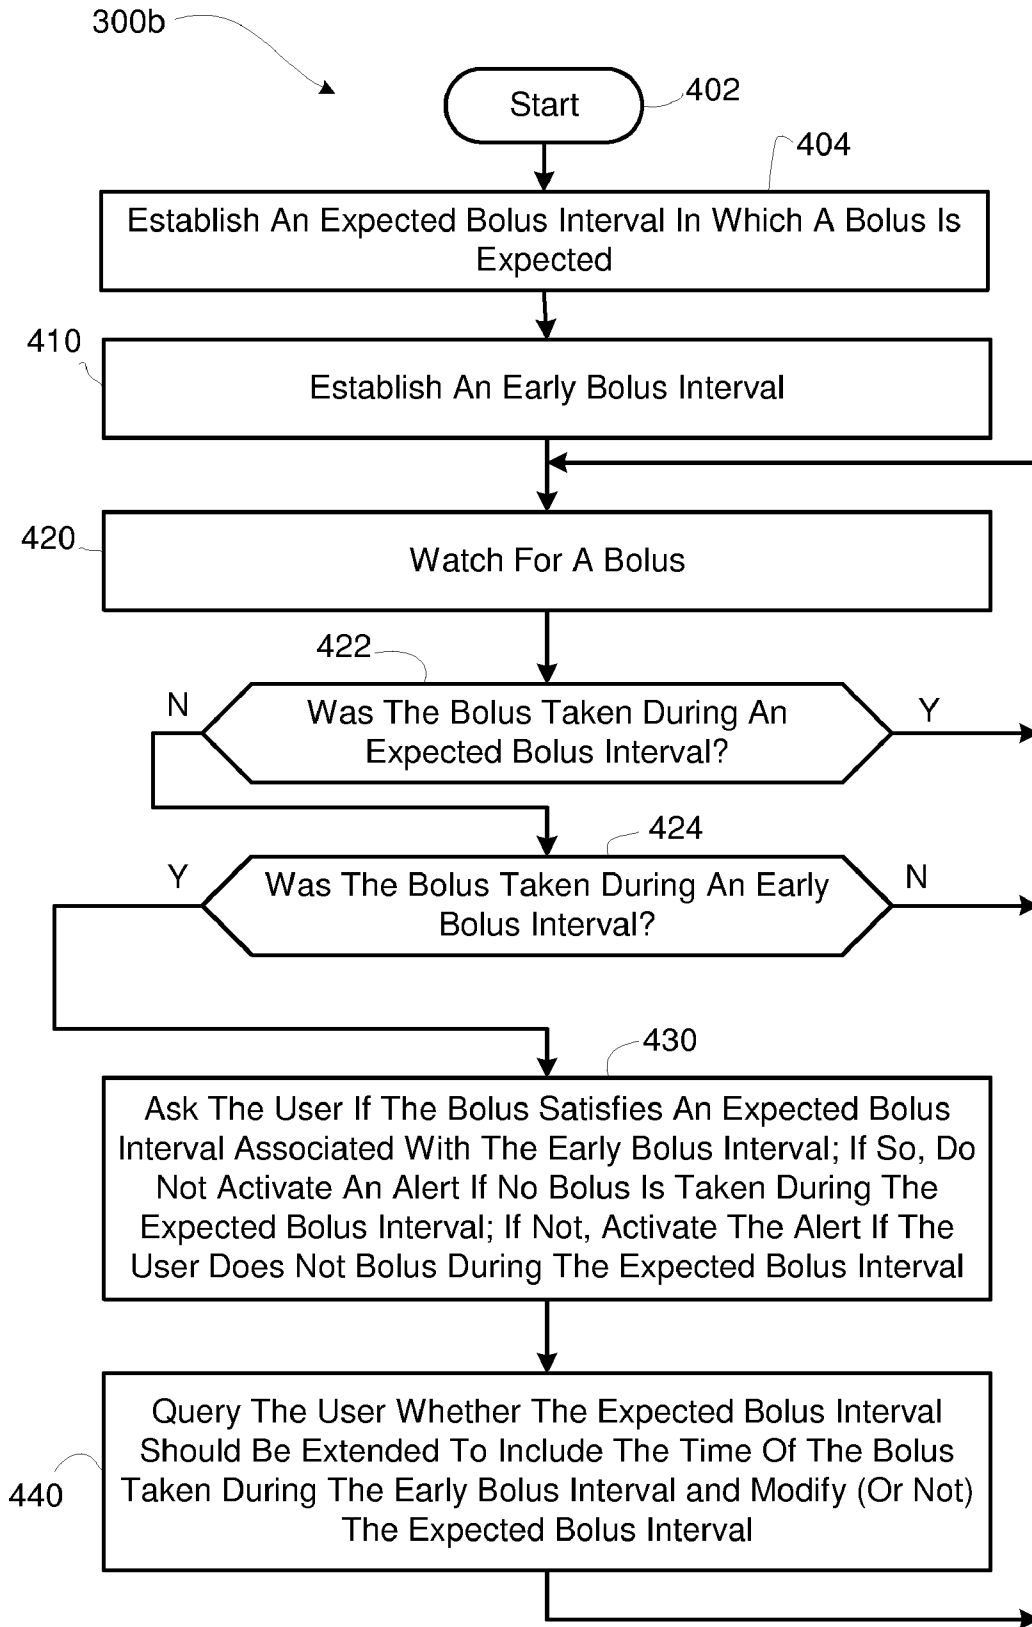 300b
Start
402
404
Establish An Expected Bolus Interval In Which A Bolus Is
Expected
410
Establish An Early Bolus Interval
420
Watch For A Bolus
422
N
Was The Bolus Taken During An
Expected Bolus Interval?
Y
424
Y
Was The Bolus Taken During An Early
Bolus Interval?
N
430
Ask The User If The Bolus Satisfies An Expected Bolus
Interval Associated With The Early Bolus Interval; If So, Do
Not Activate An Alert If No Bolus Is Taken During The
Expected Bolus Interval; If Not, Activate The Alert If The
User Does Not Bolus During The Expected Bolus Interval
Query The User Whether The Expected Bolus Interval
Should Be Extended To Include The Time Of The Bolus
Taken During The Early Bolus Interval and Modify (Or Not)
The Expected Bolus Interval
440